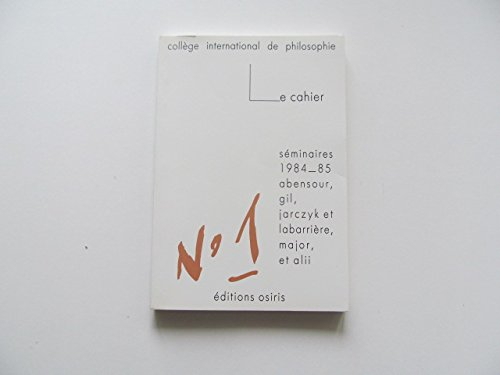 collège international de philosophie
Le cahier
séminaires
1984_85
abensour,
gil,
jarczyk et
labarrière,
major,
et alii
No 1
éditions osiris